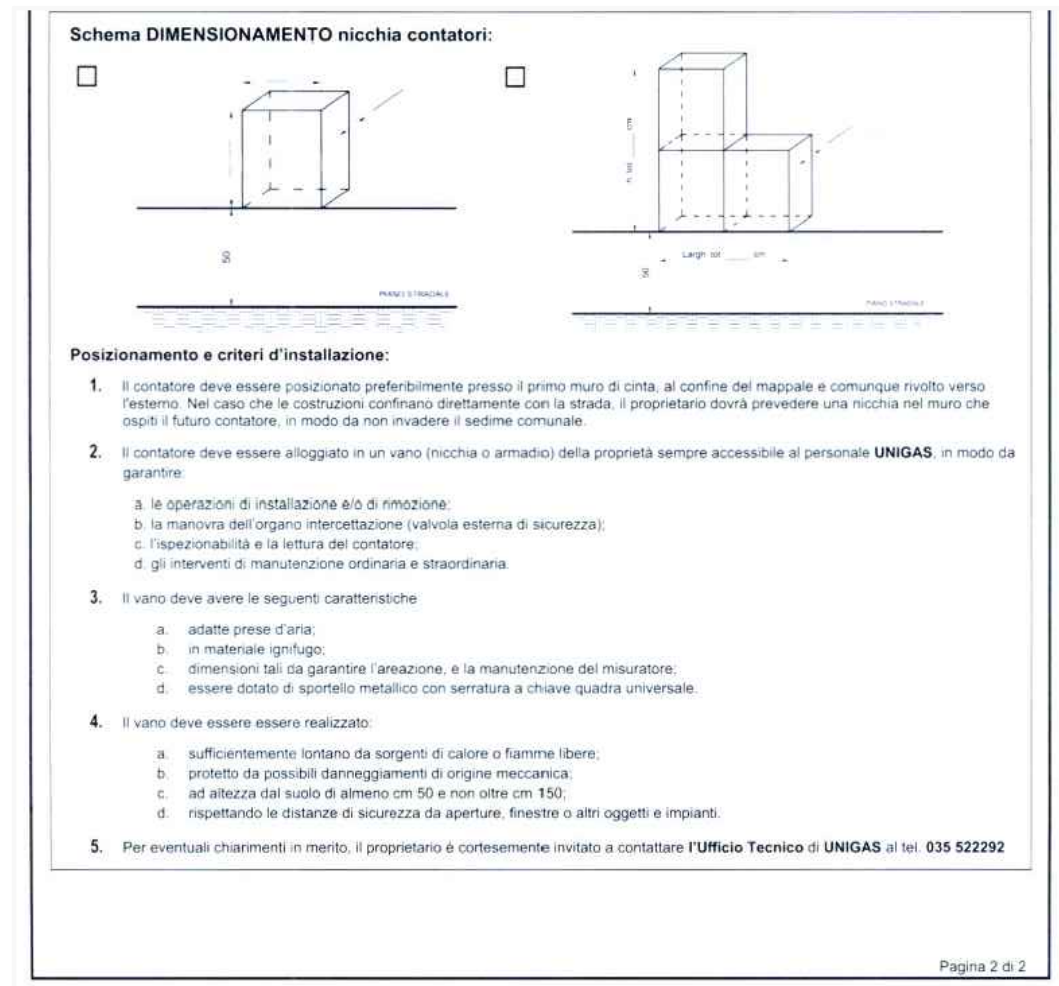 Schema DIMENSIONAMENTO nicchia contatori:
50
PIANO STRADALE
h. tot. ____ cm
Largh. tot. ____ cm
50
PIANO STRADALE
Posizionamento e criteri d'installazione:
1. Il contatore deve essere posizionato preferibilmente presso il primo muro di cinta, al confine del mappale e comunque rivolto verso
l'esterno. Nel caso che le costruzioni confinano direttamente con la strada, il proprietario dovrà prevedere una nicchia nel muro che
ospiti il futuro contatore, in modo da non invadere il sedime comunale.
2. Il contatore deve essere alloggiato in un vano (nicchia o armadio) della proprietà sempre accessibile al personale UNIGAS, in modo da
garantire:
a. le operazioni di installazione e/o di rimozione;
b. la manovra dell'organo intercettazione (valvola esterna di sicurezza);
c. l'ispezionabilità e la lettura del contatore;
d. gli interventi di manutenzione ordinaria e straordinaria.
3. Il vano deve avere le seguenti caratteristiche
a. adatte prese d'aria;
b. in materiale ignifugo;
c. dimensioni tali da garantire l'areazione, e la manutenzione del misuratore;
d. essere dotato di sportello metallico con serratura a chiave quadra universale.
4. Il vano deve essere essere realizzato:
a. sufficientemente lontano da sorgenti di calore o fiamme libere;
b. protetto da possibili danneggiamenti di origine meccanica;
c. ad altezza dal suolo di almeno cm 50 e non oltre cm 150;
d. rispettando le distanze di sicurezza da aperture, finestre o altri oggetti e impianti.
5. Per eventuali chiarimenti in merito, il proprietario è cortesemente invitato a contattare l'Ufficio Tecnico di UNIGAS al tel. 035 522292
Pagina 2 di 2